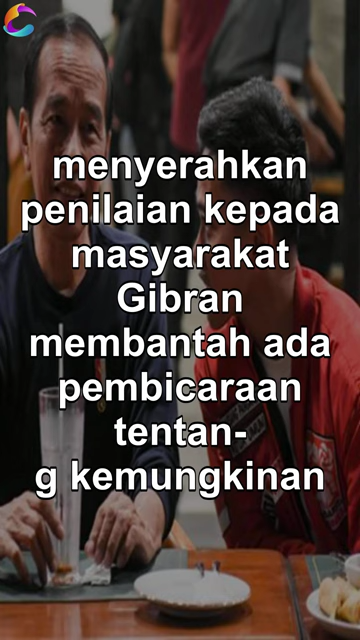 menyerahkan
penilaian kepada
masyarakat
Gibran
membantah ada
pembicaraan
tentan-
g kemungkinan